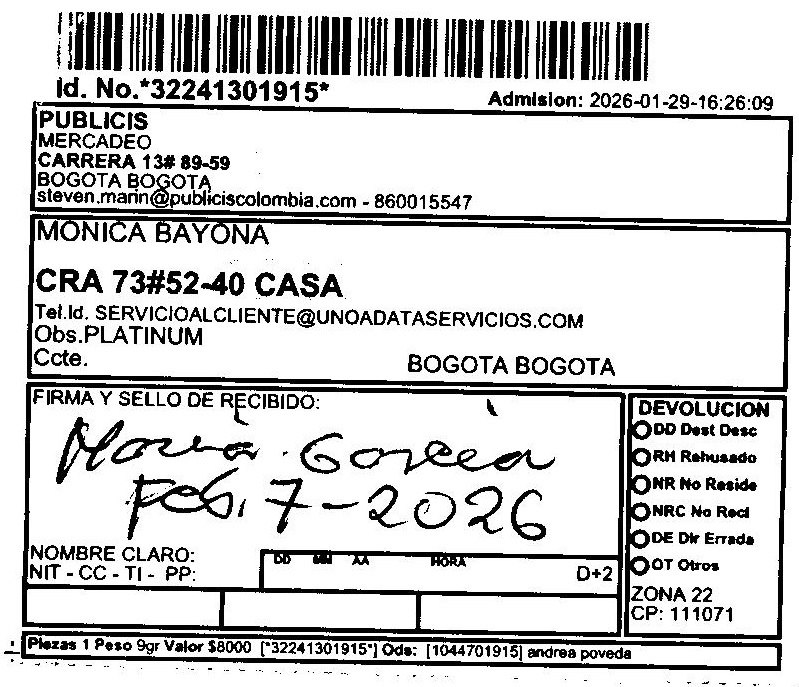 Id. No.*32241301915*
Admision: 2026-01-29-16:26:09
PUBLICIS
MERCADEO
CARRERA 13# 89-59
BOGOTA BOGOTA
steven.marin@publiciscolombia.com - 860015547
MONICA BAYONA
CRA 73#52-40 CASA
Tel.Id. SERVICIOALCLIENTE@UNOADATASERVICIOS.COM
Obs.PLATINUM
Ccte. BOGOTA BOGOTA
FIRMA Y SELLO DE RECIBIDO:
María García
Feb. 7-2026
NOMBRE CLARO:
NIT - CC - TI - PP:
DD MM AA HORA
D+2
DEVOLUCION
DD Dest Desc
RH Rehusado
NR No Reside
NRC No Recl
DE Dir Errada
OT Otros
ZONA 22
CP: 111071
Piezas 1 Peso 9gr Valor $8000 [*32241301915*] Ods: [1044701915] andrea poveda